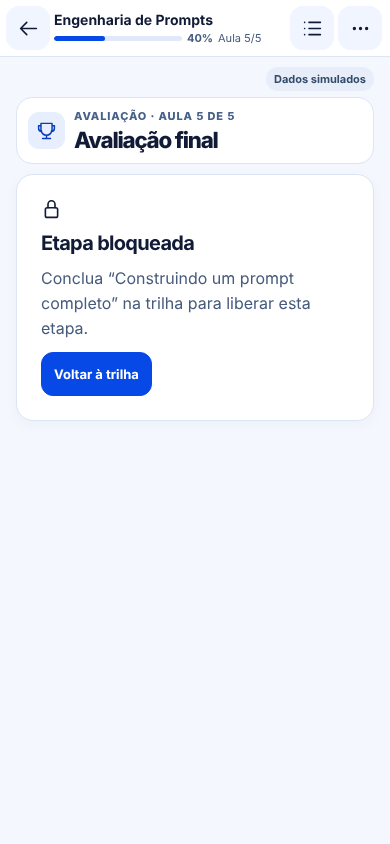 Engenharia de Prompts
40% Aula 5/5
Dados simulados
AVALIAÇÃO · AULA 5 DE 5
Avaliação final
Etapa bloqueada
Conclua “Construindo um prompt
completo” na trilha para liberar esta
etapa.
Voltar à trilha